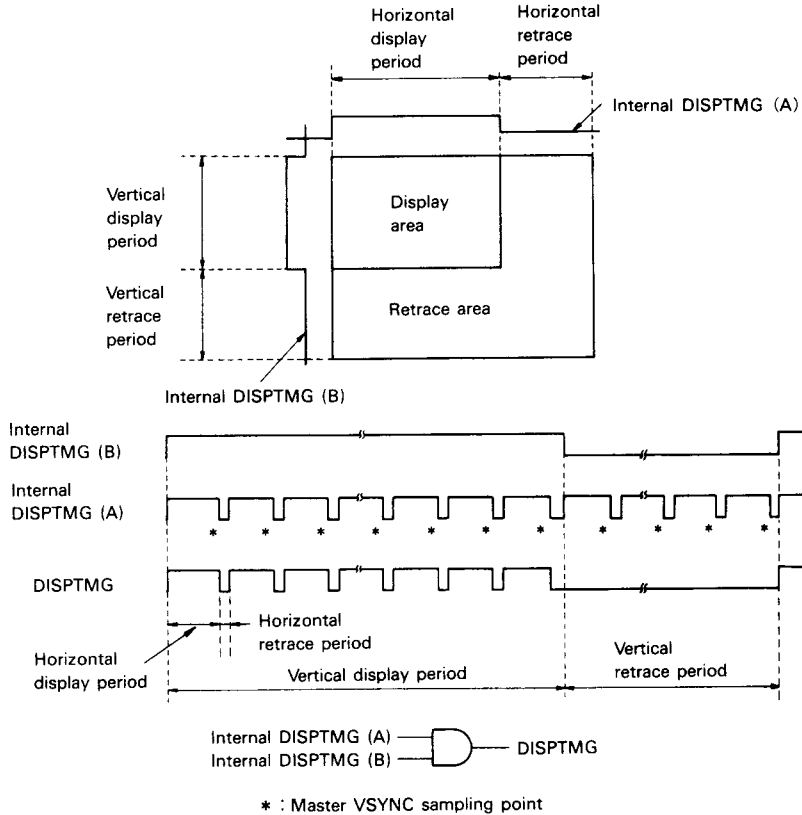 Horizontal
display
period
Horizontal
retrace
period
Internal DISPTMG (A)
Vertical
display
period
Display
area
Vertical
retrace
period
Retrace area
Internal DISPTMG (B)
Internal
DISPTMG (B)
Internal
DISPTMG (A)
* * * * * * * * * * *
DISPTMG
Horizontal
retrace period
Horizontal
display period
Vertical display period
Vertical
retrace period
Internal DISPTMG (A)
Internal DISPTMG (B)
DISPTMG
* : Master VSYNC sampling point